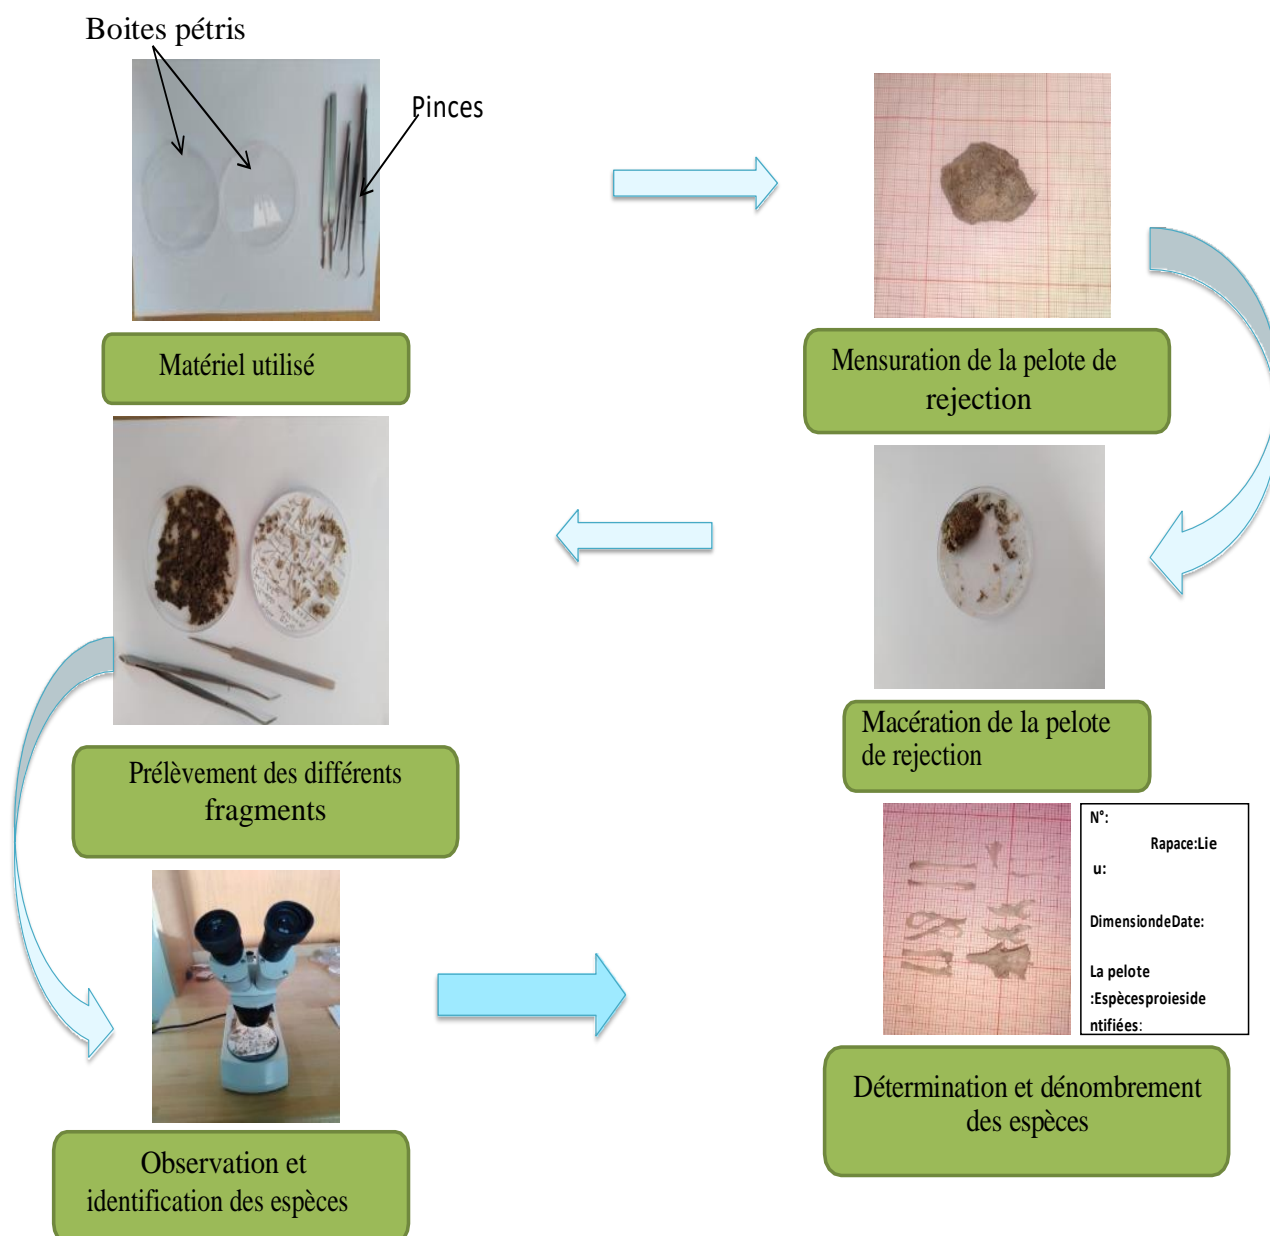 Boites pétris
Pinces
Matériel utilisé
Mensuration de la pelote de
rejection
Macération de la pelote
de rejection
Prélèvement des différents
fragments
Observation et
identification des espèces
N°:
Rapace:Lie
u:
DimensiondeDate:
La pelote
:Espècesproieside
ntifiées:
Détermination et dénombrement
des espèces